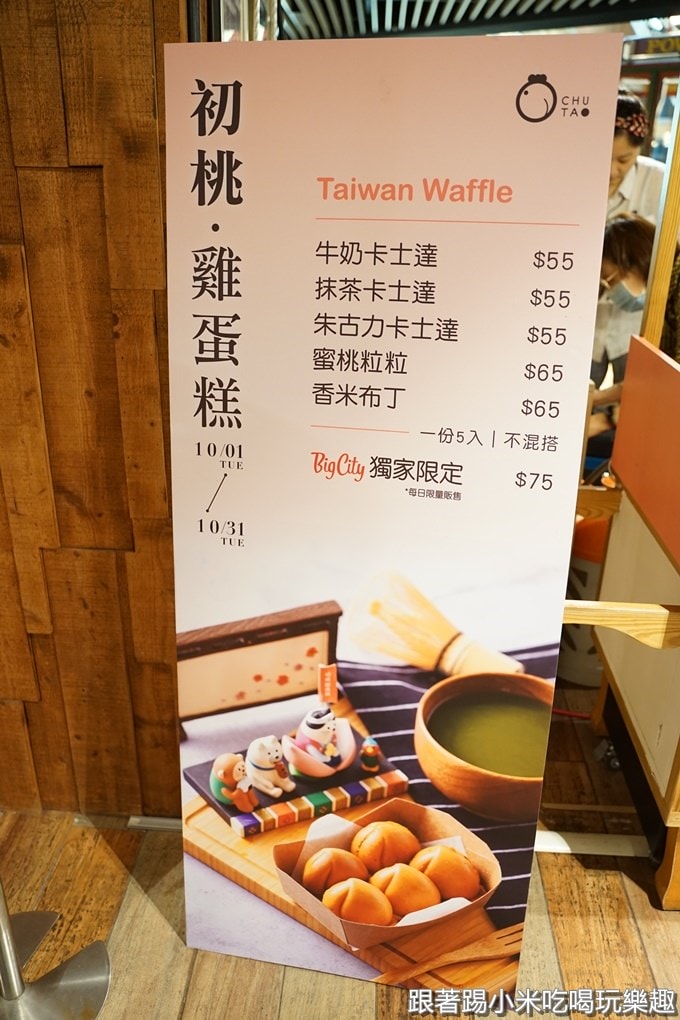 初桃·雞蛋糕
10/01
TUE
10/31
TUE
CHU
TAO
Taiwan Waffle
牛奶卡士達 $55
抹茶卡士達 $55
朱古力卡士達 $55
蜜桃粒粒 $65
香米布丁 $65
一份5入｜不混搭
BigCity 獨家限定 $75
*每日限量販售
跟著踢小米吃喝玩樂趣